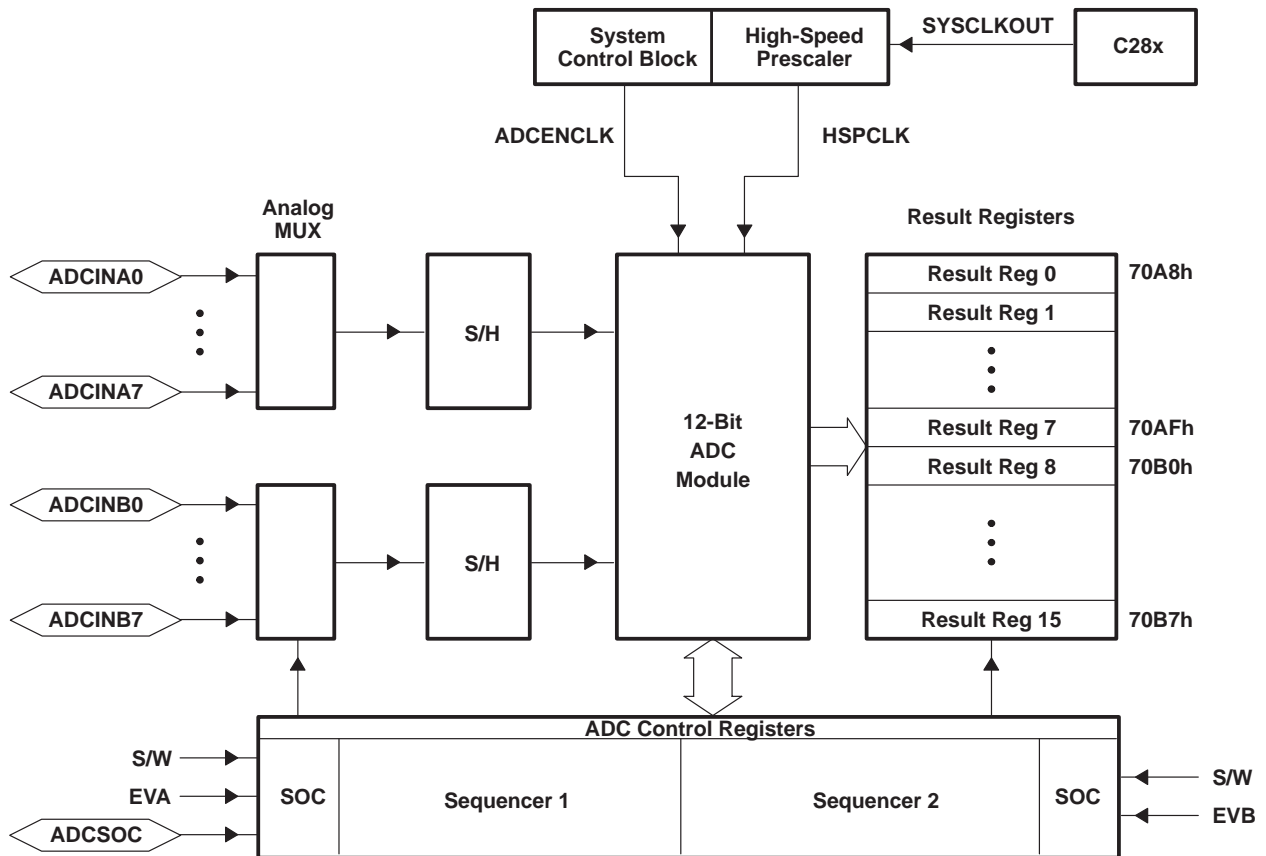 System
Control Block
High-Speed
Prescaler
SYSCLKOUT
C28x
ADCENCLK
HSPCLK
Analog
MUX
Result Registers
ADCINA0
ADCINA7
S/H
12-Bit
ADC
Module
Result Reg 0
70A8h
Result Reg 1
Result Reg 7
70AFh
Result Reg 8
70B0h
Result Reg 15
70B7h
ADCINB0
ADCINB7
S/H
ADC Control Registers
S/W
EVA
ADCSOC
SOC
Sequencer 1
Sequencer 2
SOC
S/W
EVB